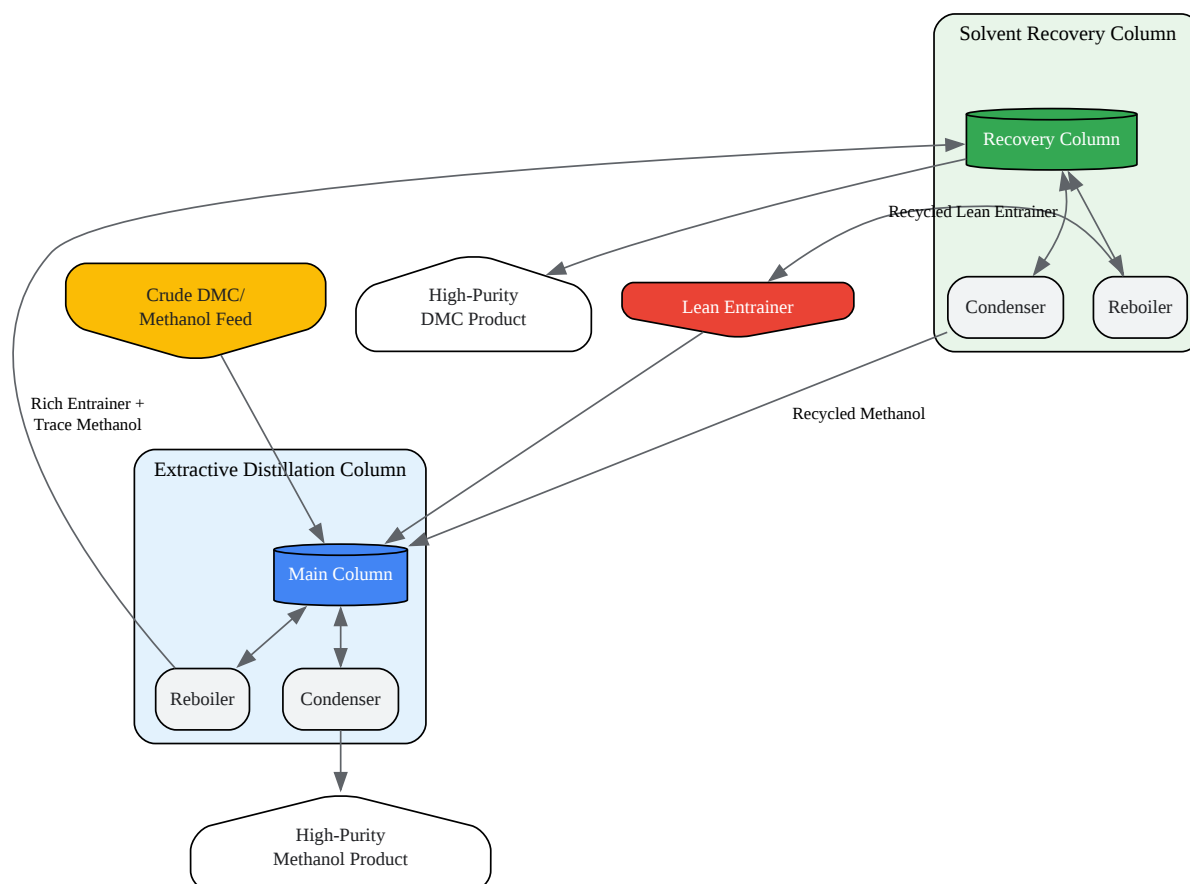 Solvent Recovery Column
Recovery Column
Recycled Lean Entrainer
Crude DMC/
Methanol Feed
High-Purity
DMC Product
Lean Entrainer
Condenser
Reboiler
Rich Entrainer +
Trace Methanol
Recycled Methanol
Extractive Distillation Column
Main Column
Reboiler
Condenser
High-Purity
Methanol Product